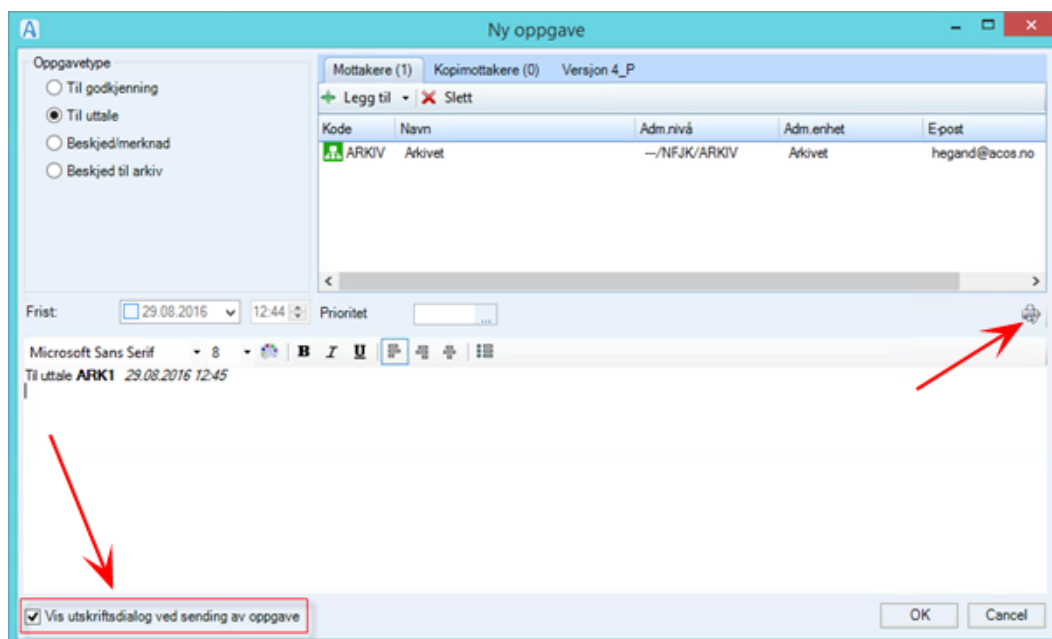 A Ny oppgave
Oppgavetype
Til godkjenning
Til uttale
Beskjed/merknad
Beskjed til arkiv
Mottakere (1) Kopimottakere (0) Versjon 4_P
Legg til Slett
Kode Navn Adm.nivå Adm.enhet E-post
ARKIV Arkivet ---/NFJK/ARKIV Arkivet hegand@acos.no
Frist: 29.08.2016 12:44 Prioritet ...
Microsoft Sans Serif 8 B I U
Til uttale ARK1 29.08.2016 12:45
Vis utskriftsdialog ved sending av oppgave OK Cancel